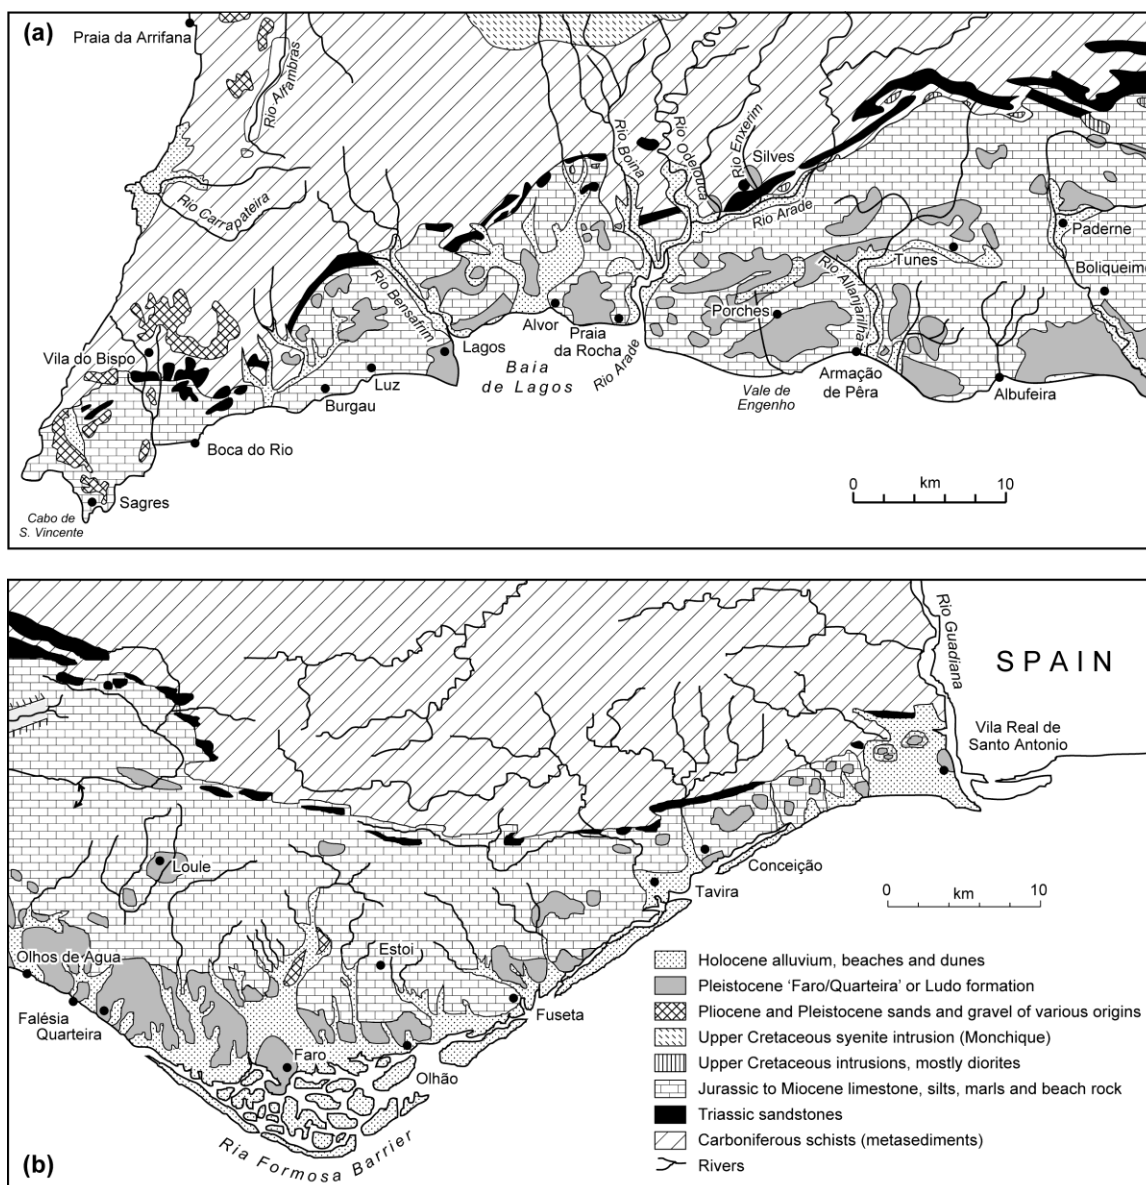 (a)
Praia da Arrifana
Rio Alfambras
Rio Carrapateira
Rio Boina
Rio Odelouca
Rio Enxerim
Silves
Rio Arade
Paderne
Tunes
Boliqueime
Rio Bensafrim
Rio Allanjarilha
Porches
Vila do Bispo
Alvor
Praia
da Rocha
Lagos
Baia
de Lagos
Rio Arade
Luz
Burgau
Vale de
Engenho
Armação
de Pêra
Albufeira
Boca do Rio
Sagres
Cabo de
S. Vincente
km
0 10
Rio Guadiana
SPAIN
Vila Real de
Santo Antonio
Loule
Conceição
Tavira
km
0 10
Estoi
Olhos de Agua
Falésia
Quarteira
Fuseta
Faro
Olhão
Ria Formosa Barrier
(b)
Holocene alluvium, beaches and dunes
Pleistocene ‘Faro/Quarteira’ or Ludo formation
Pliocene and Pleistocene sands and gravel of various origins
Upper Cretaceous syenite intrusion (Monchique)
Upper Cretaceous intrusions, mostly diorites
Jurassic to Miocene limestone, silts, marls and beach rock
Triassic sandstones
Carboniferous schists (metasediments)
Rivers